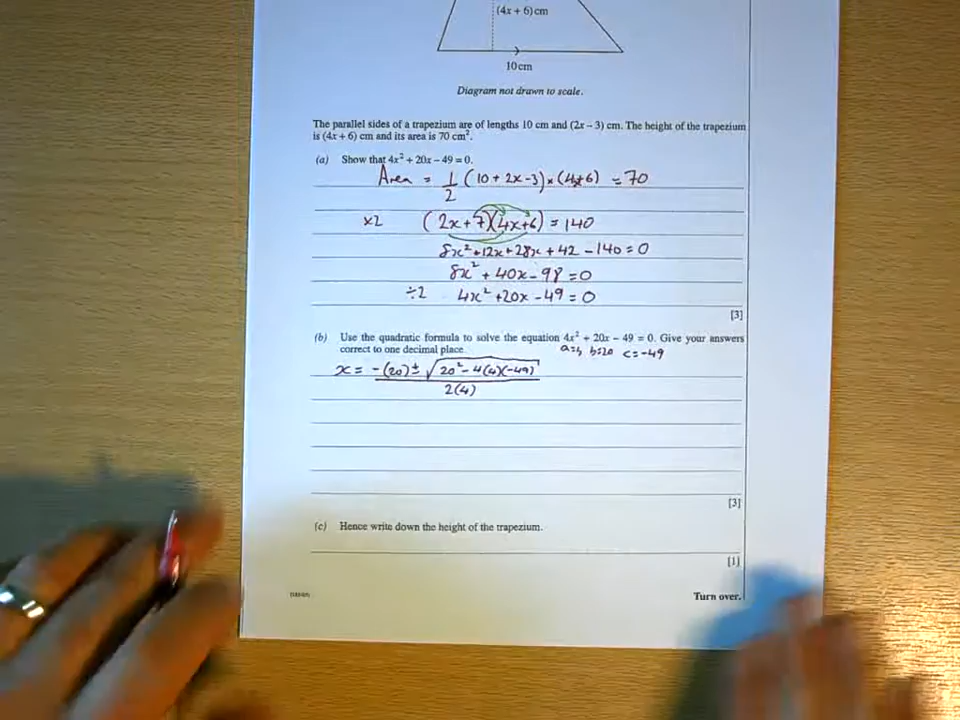 (4x + 6) cm
10 cm
Diagram not drawn to scale.
The parallel sides of a trapezium are of lengths 10 cm and (2x – 3) cm. The height of the trapezium
is (4x + 6) cm and its area is 70 cm².
(a) Show that 4x² + 20x – 49 = 0.
Area = 1/2 (10 + 2x - 3) × (4x + 6) = 70
×2 (2x + 7)(4x + 6) = 140
8x² + 12x + 28x + 42 - 140 = 0
8x² + 40x - 98 = 0
÷2 4x² + 20x - 49 = 0
[3]
(b) Use the quadratic formula to solve the equation 4x² + 20x – 49 = 0. Give your answers
correct to one decimal place.
a=4 b=20 c=-49
x = (-(20) ± √(20² - 4(4)(-49))) / 2(4)
[3]
(c) Hence write down the height of the trapezium.
[1]
Turn over.